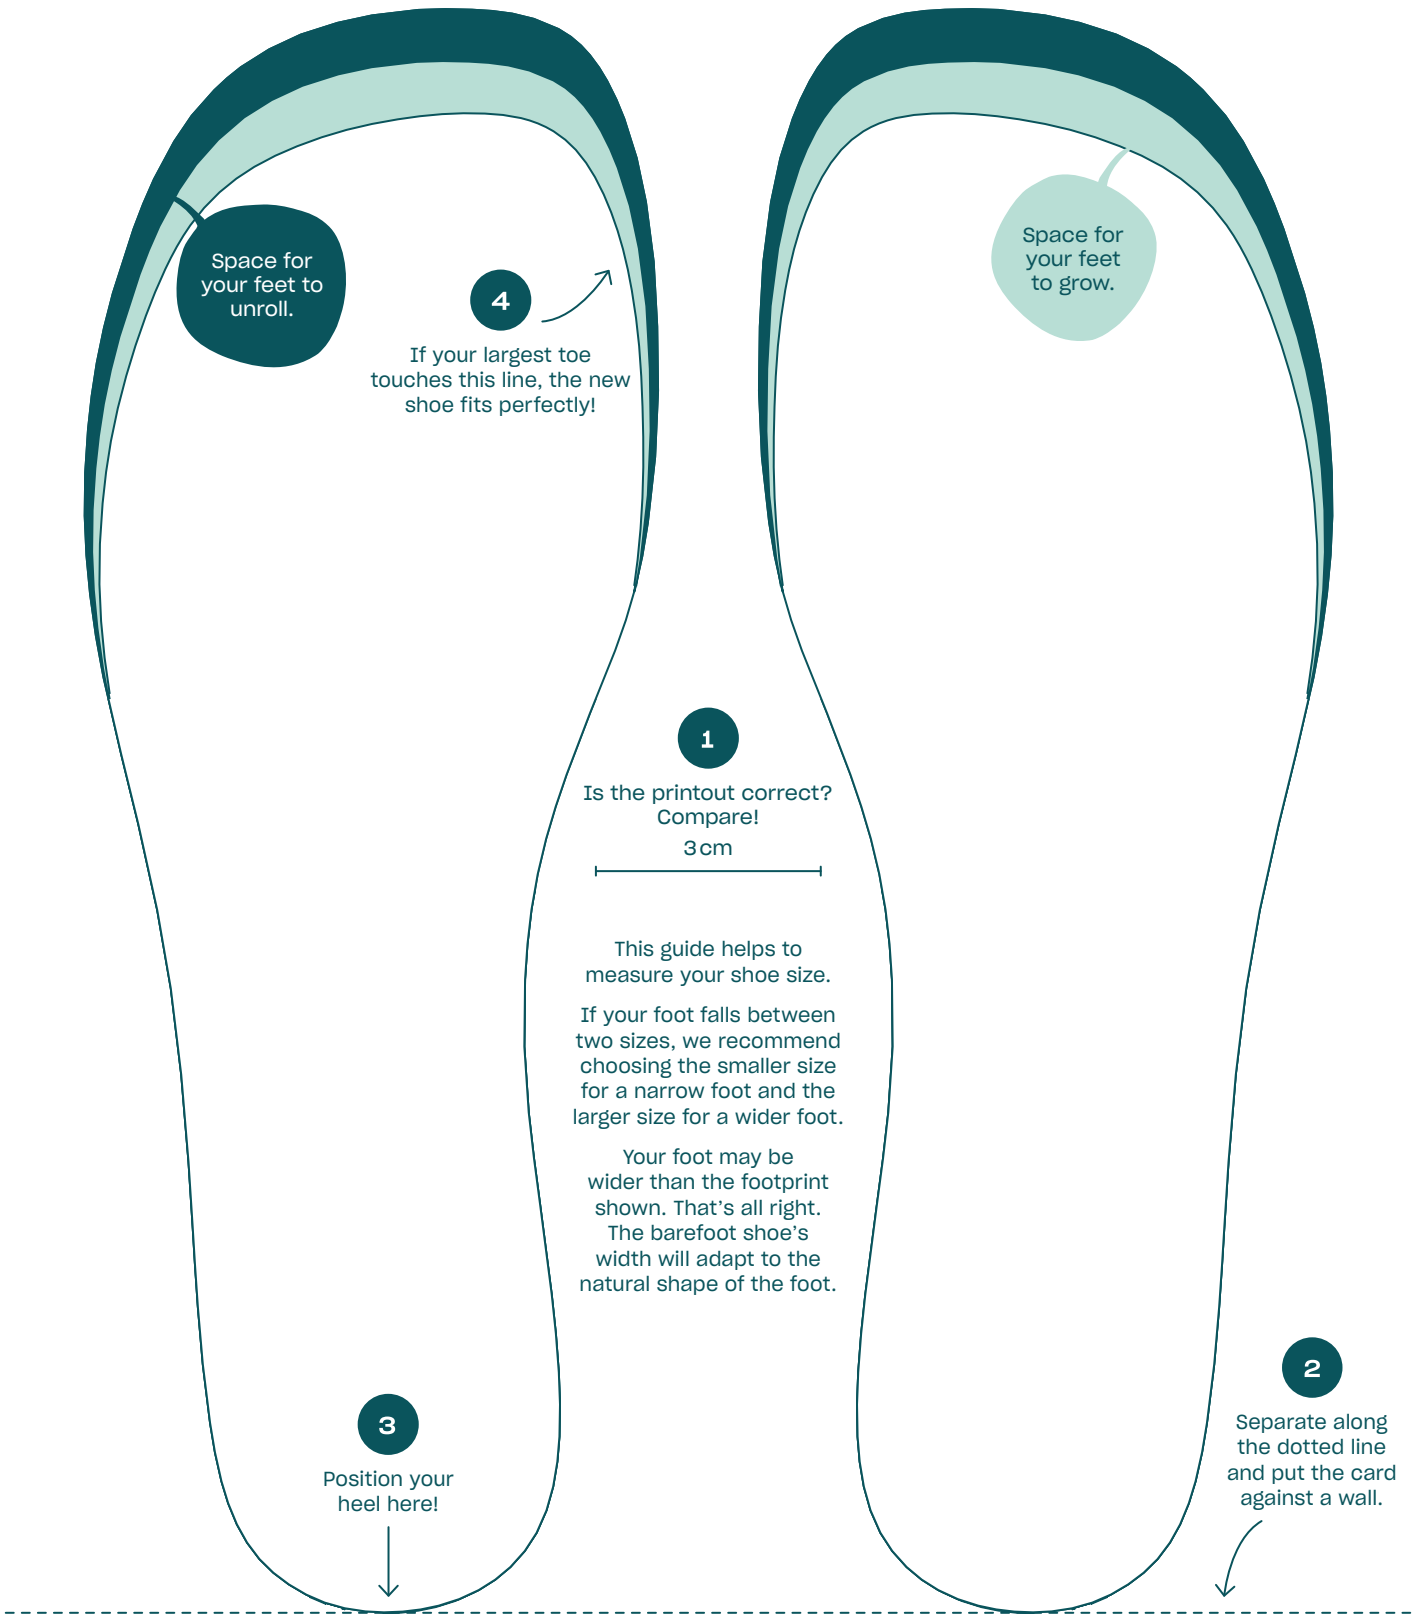 Space for
your feet to
unroll.
4
If your largest toe
touches this line, the new
shoe fits perfectly!
Space for
your feet
to grow.
1
Is the printout correct?
Compare!
3 cm
This guide helps to
measure your shoe size.
If your foot falls between
two sizes, we recommend
choosing the smaller size
for a narrow foot and the
larger size for a wider foot.
Your foot may be
wider than the footprint
shown. That's all right.
The barefoot shoe's
width will adapt to the
natural shape of the foot.
3
Position your
heel here!
2
Separate along
the dotted line
and put the card
against a wall.